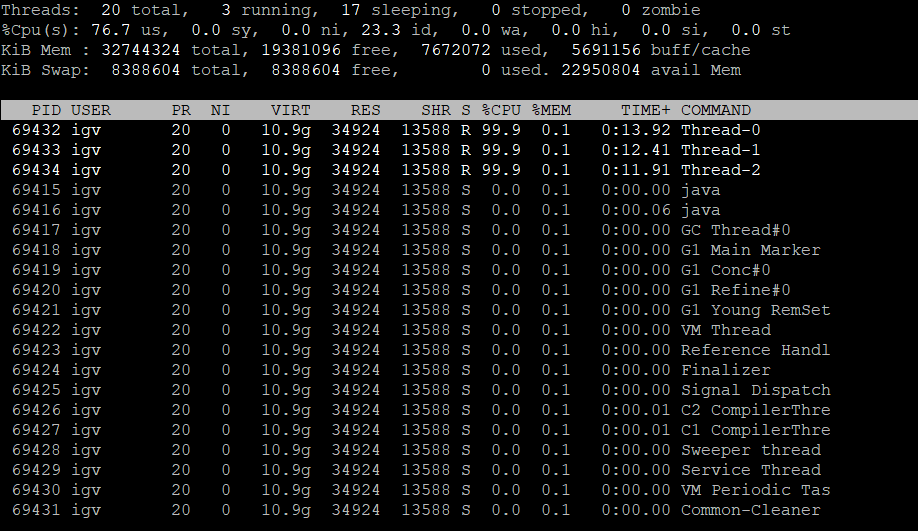 Threads:  20 total,   3 running,  17 sleeping,   0 stopped,   0 zombie
%Cpu(s): 76.7 us,  0.0 sy,  0.0 ni, 23.3 id,  0.0 wa,  0.0 hi,  0.0 si,  0.0 st
KiB Mem : 32744324 total, 19381096 free,  7672072 used,  5691156 buff/cache
KiB Swap:  8388604 total,  8388604 free,        0 used. 22950804 avail Mem
   PID USER      PR  NI    VIRT    RES    SHR S %CPU %MEM     TIME+ COMMAND
 69432 igv       20   0   10.9g  34924  13588 R 99.9  0.1   0:13.92 Thread-0
 69433 igv       20   0   10.9g  34924  13588 R 99.9  0.1   0:12.41 Thread-1
 69434 igv       20   0   10.9g  34924  13588 R 99.9  0.1   0:11.91 Thread-2
 69415 igv       20   0   10.9g  34924  13588 S  0.0  0.1   0:00.00 java
 69416 igv       20   0   10.9g  34924  13588 S  0.0  0.1   0:00.06 java
 69417 igv       20   0   10.9g  34924  13588 S  0.0  0.1   0:00.00 GC Thread#0
 69418 igv       20   0   10.9g  34924  13588 S  0.0  0.1   0:00.00 G1 Main Marker
 69419 igv       20   0   10.9g  34924  13588 S  0.0  0.1   0:00.00 G1 Conc#0
 69420 igv       20   0   10.9g  34924  13588 S  0.0  0.1   0:00.00 G1 Refine#0
 69421 igv       20   0   10.9g  34924  13588 S  0.0  0.1   0:00.00 G1 Young RemSet
 69422 igv       20   0   10.9g  34924  13588 S  0.0  0.1   0:00.00 VM Thread
 69423 igv       20   0   10.9g  34924  13588 S  0.0  0.1   0:00.00 Reference Handl
 69424 igv       20   0   10.9g  34924  13588 S  0.0  0.1   0:00.00 Finalizer
 69425 igv       20   0   10.9g  34924  13588 S  0.0  0.1   0:00.00 Signal Dispatch
 69426 igv       20   0   10.9g  34924  13588 S  0.0  0.1   0:00.01 C2 CompilerThre
 69427 igv       20   0   10.9g  34924  13588 S  0.0  0.1   0:00.01 C1 CompilerThre
 69428 igv       20   0   10.9g  34924  13588 S  0.0  0.1   0:00.00 Sweeper thread
 69429 igv       20   0   10.9g  34924  13588 S  0.0  0.1   0:00.00 Service Thread
 69430 igv       20   0   10.9g  34924  13588 S  0.0  0.1   0:00.00 VM Periodic Tas
 69431 igv       20   0   10.9g  34924  13588 S  0.0  0.1   0:00.00 Common-Cleaner